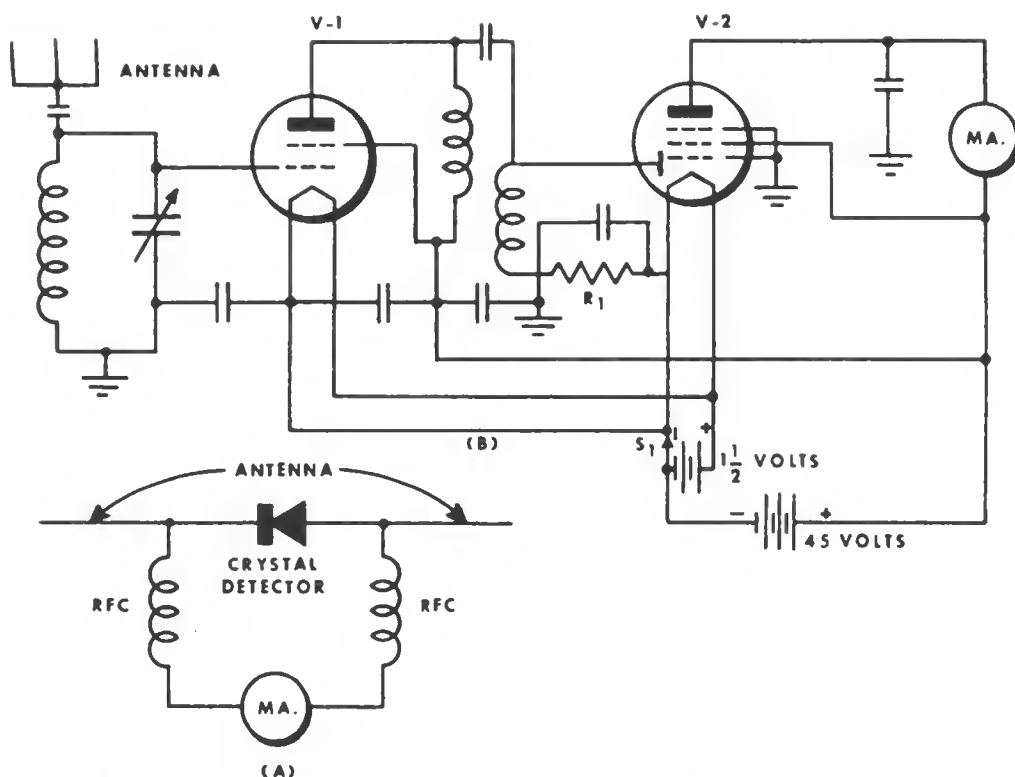 V-1
V-2
ANTENNA
MA.
R1
(B)
S1
-
+
1 1/2 VOLTS
-
+
45 VOLTS
ANTENNA
CRYSTAL
DETECTOR
RFC
RFC
MA.
(A)